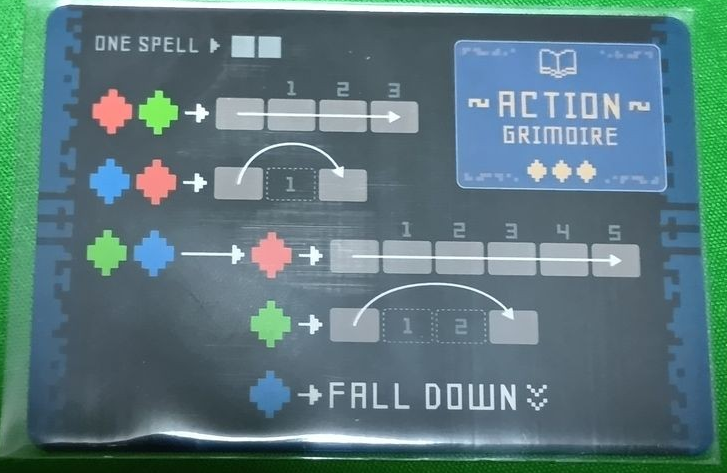 ONE SPELL
ACTION
GRIMOIRE
1 2 3
1
1 2 3 4 5
1 2
FALL DOWN